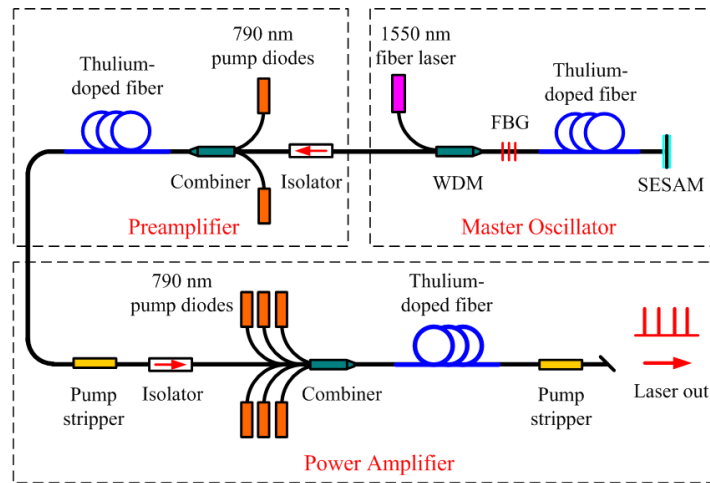 790 nm
pump diodes
Thulium-
doped fiber
Combiner
Isolator
Preamplifier
1550 nm
fiber laser
Thulium-
doped fiber
FBG
WDM
SESAM
Master Oscillator
790 nm
pump diodes
Thulium-
doped fiber
Pump
stripper
Isolator
Combiner
Pump
stripper
Laser out
Power Amplifier